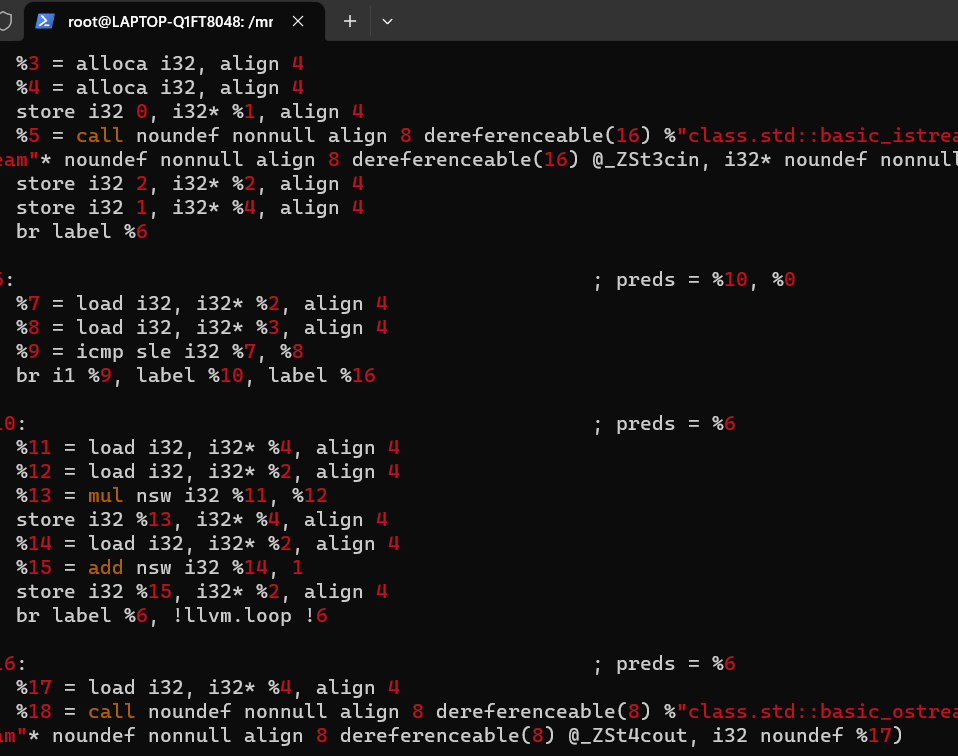 root@LAPTOP-Q1FT8048: /mr
%3 = alloca i32, align 4
%4 = alloca i32, align 4
store i32 0, i32* %1, align 4
%5 = call noundef nonnull align 8 dereferenceable(16) %"class.std::basic_istrea
eam"* noundef nonnull align 8 dereferenceable(16) @_ZSt3cin, i32* noundef nonnull
store i32 2, i32* %2, align 4
store i32 1, i32* %4, align 4
br label %6
6: ; preds = %10, %0
%7 = load i32, i32* %2, align 4
%8 = load i32, i32* %3, align 4
%9 = icmp sle i32 %7, %8
br i1 %9, label %10, label %16
10: ; preds = %6
%11 = load i32, i32* %4, align 4
%12 = load i32, i32* %2, align 4
%13 = mul nsw i32 %11, %12
store i32 %13, i32* %4, align 4
%14 = load i32, i32* %2, align 4
%15 = add nsw i32 %14, 1
store i32 %15, i32* %2, align 4
br label %6, !llvm.loop !6
16: ; preds = %6
%17 = load i32, i32* %4, align 4
%18 = call noundef nonnull align 8 dereferenceable(8) %"class.std::basic_ostrea
am"* noundef nonnull align 8 dereferenceable(8) @_ZSt4cout, i32 noundef %17)